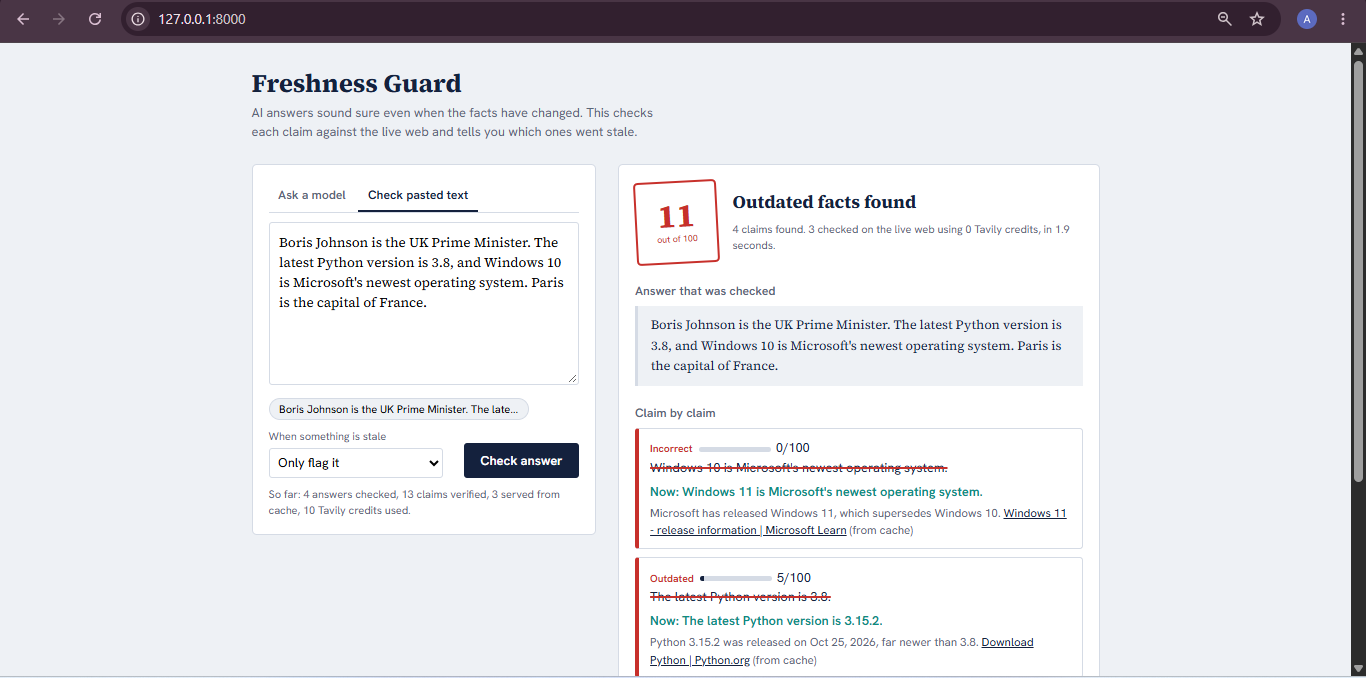 127.0.0.1:8000
A
Freshness Guard
AI answers sound sure even when the facts have changed. This checks
each claim against the live web and tells you which ones went stale.
Ask a model
Check pasted text
Boris Johnson is the UK Prime Minister. The
latest Python version is 3.8, and Windows 10
is Microsoft's newest operating system. Paris
is the capital of France.
Boris Johnson is the UK Prime Minister. The late...
When something is stale
Only flag it
Check answer
So far: 4 answers checked, 13 claims verified, 3 served from
cache, 10 Tavily credits used.
11
out of 100
Outdated facts found
4 claims found. 3 checked on the live web using 0 Tavily credits, in 1.9
seconds.
Answer that was checked
Boris Johnson is the UK Prime Minister. The latest Python version is
3.8, and Windows 10 is Microsoft's newest operating system. Paris is
the capital of France.
Claim by claim
Incorrect 0/100
Windows 10 is Microsoft's newest operating system.
Now: Windows 11 is Microsoft's newest operating system.
Microsoft has released Windows 11, which supersedes Windows 10. Windows 11
- release information | Microsoft Learn (from cache)
Outdated 5/100
The latest Python version is 3.8.
Now: The latest Python version is 3.15.2.
Python 3.15.2 was released on Oct 25, 2026, far newer than 3.8. Download
Python | Python.org (from cache)